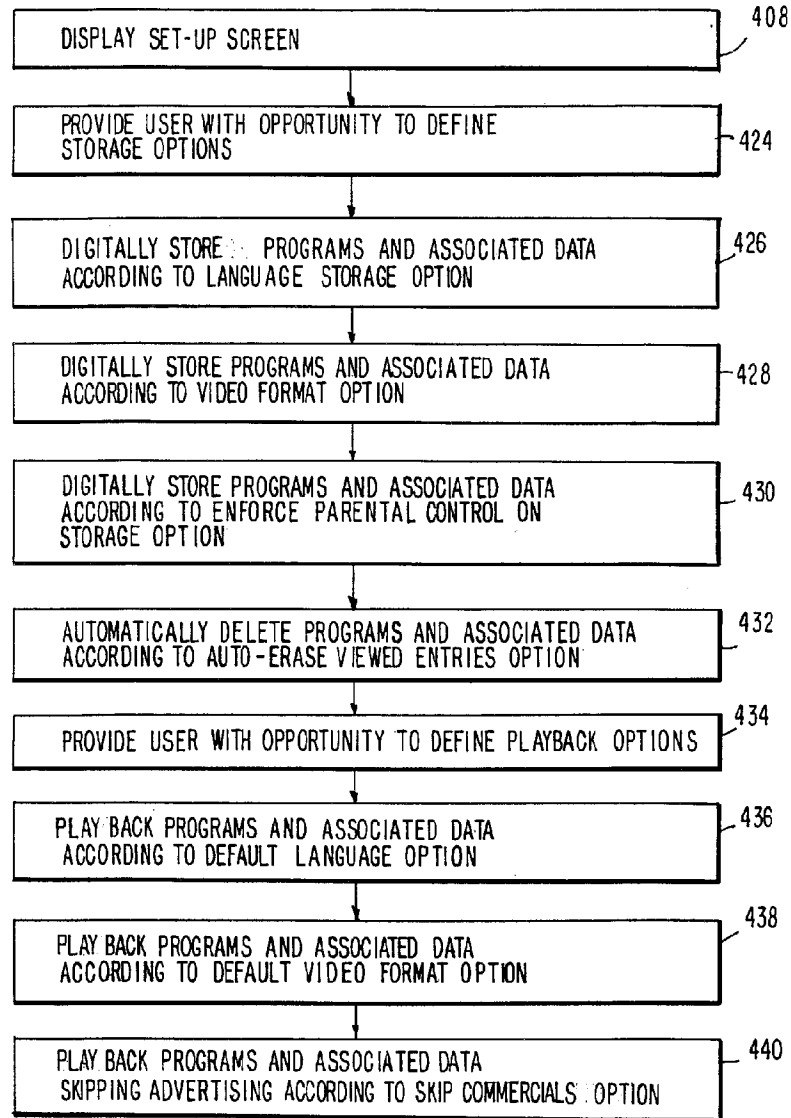 DISPLAY SET-UP SCREEN
408
PROVIDE USER WITH OPPORTUNITY TO DEFINE
STORAGE OPTIONS
424
DIGITALLY STORE PROGRAMS AND ASSOCIATED DATA
ACCORDING TO LANGUAGE STORAGE OPTION
426
DIGITALLY STORE PROGRAMS AND ASSOCIATED DATA
ACCORDING TO VIDEO FORMAT OPTION
428
DIGITALLY STORE PROGRAMS AND ASSOCIATED DATA
ACCORDING TO ENFORCE PARENTAL CONTROL ON
STORAGE OPTION
430
AUTOMATICALLY DELETE PROGRAMS AND ASSOCIATED DATA
ACCORDING TO AUTO-ERASE VIEWED ENTRIES OPTION
432
PROVIDE USER WITH OPPORTUNITY TO DEFINE PLAYBACK OPTIONS
434
PLAY BACK PROGRAMS AND ASSOCIATED DATA
ACCORDING TO DEFAULT LANGUAGE OPTION
436
PLAY BACK PROGRAMS AND ASSOCIATED DATA
ACCORDING TO DEFAULT VIDEO FORMAT OPTION
438
PLAY BACK PROGRAMS AND ASSOCIATED DATA
SKIPPING ADVERTISING ACCORDING TO SKIP COMMERCIALS OPTION
440